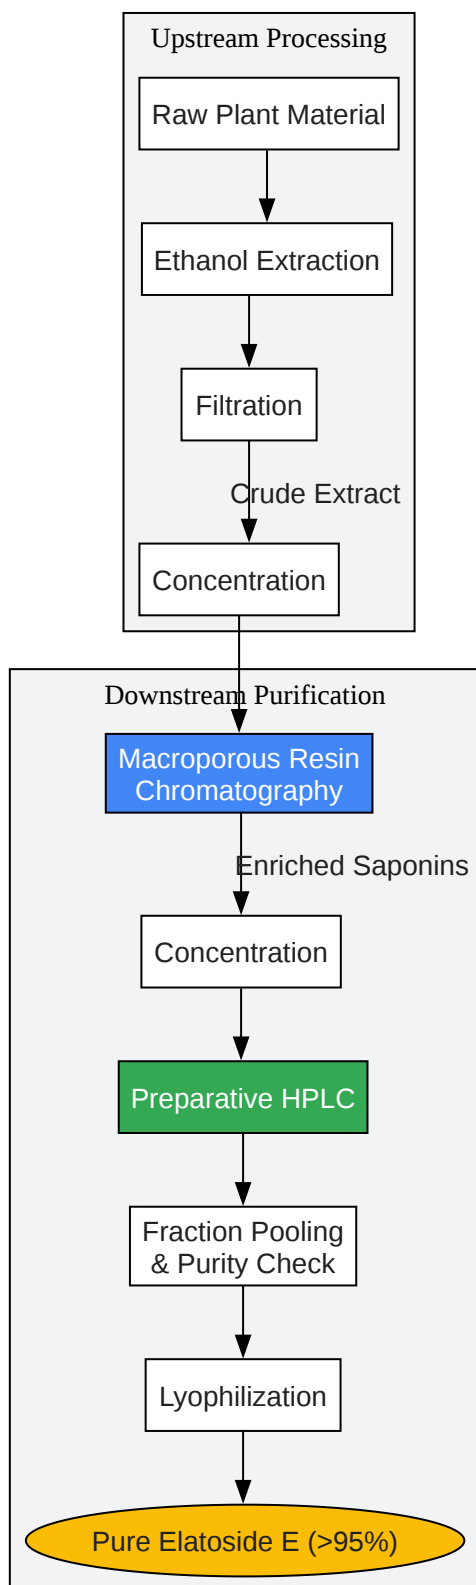 Upstream Processing
Raw Plant Material
Ethanol Extraction
Filtration
Crude Extract
Concentration
Downstream Purification
Macroporous Resin
Chromatography
Enriched Saponins
Concentration
Preparative HPLC
Fraction Pooling
& Purity Check
Lyophilization
Pure Elatoside E (>95%)